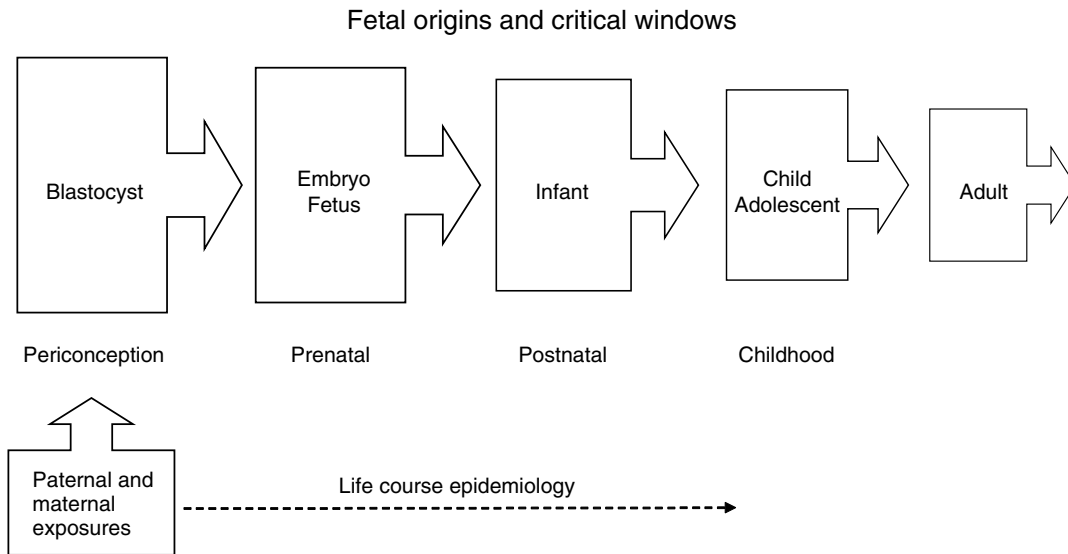 Fetal origins and critical windows
Blastocyst
Embryo
Fetus
Infant
Child
Adolescent
Adult
Periconception
Prenatal
Postnatal
Childhood
Paternal and
maternal
exposures
Life course epidemiology